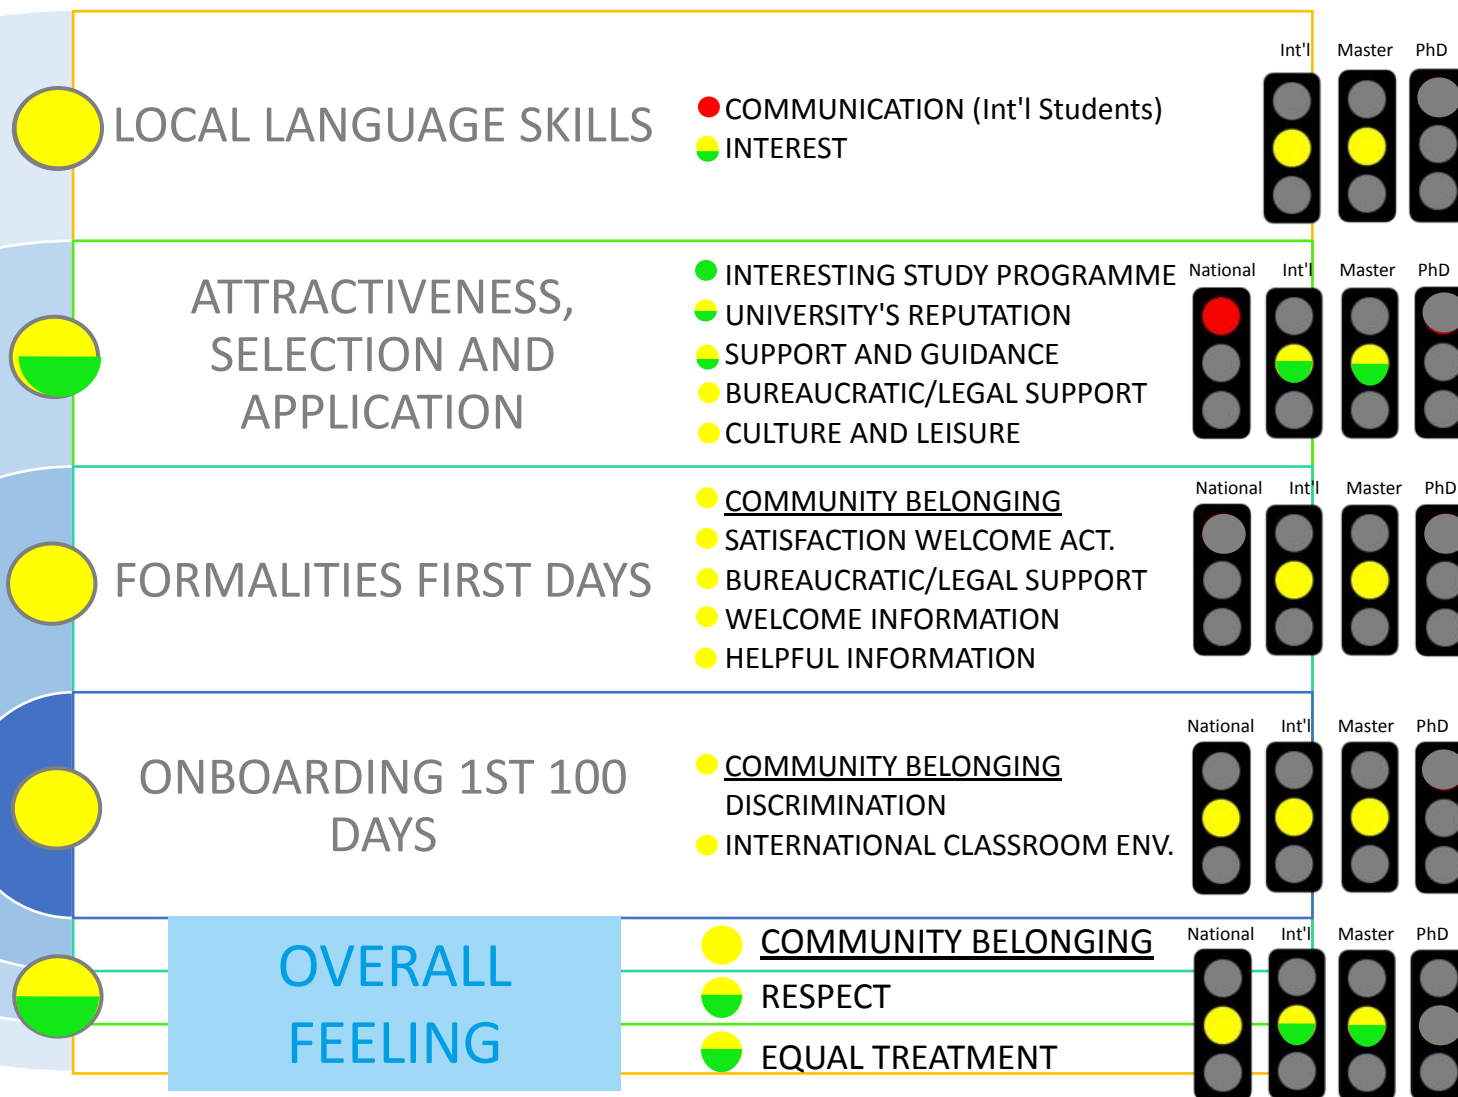 Int'l Master PhD
LOCAL LANGUAGE SKILLS
COMMUNICATION (Int'l Students)
INTEREST
National Int'l Master PhD
ATTRACTIVENESS,
SELECTION AND
APPLICATION
INTERESTING STUDY PROGRAMME
UNIVERSITY'S REPUTATION
SUPPORT AND GUIDANCE
BUREAUCRATIC/LEGAL SUPPORT
CULTURE AND LEISURE
National Int'l Master PhD
FORMALITIES FIRST DAYS
COMMUNITY BELONGING
SATISFACTION WELCOME ACT.
BUREAUCRATIC/LEGAL SUPPORT
WELCOME INFORMATION
HELPFUL INFORMATION
National Int'l Master PhD
ONBOARDING 1ST 100
DAYS
COMMUNITY BELONGING
DISCRIMINATION
INTERNATIONAL CLASSROOM ENV.
National Int'l Master PhD
OVERALL
FEELING
COMMUNITY BELONGING
RESPECT
EQUAL TREATMENT